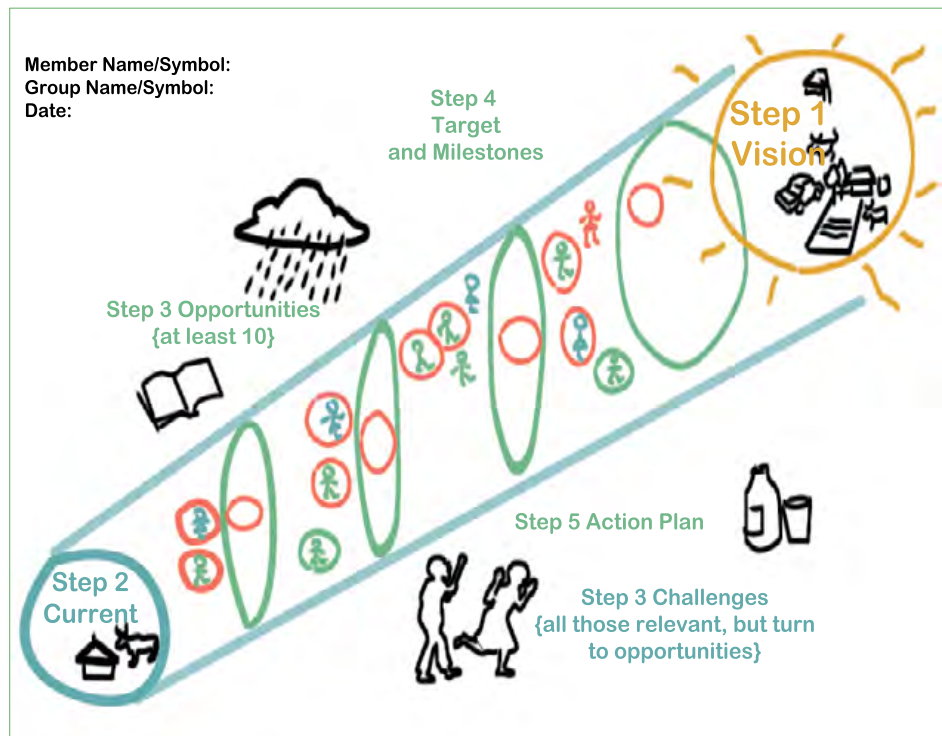 Member Name/Symbol:
Group Name/Symbol:
Date:
Step 4
Target
and Milestones
Step 1
Vision
Step 3 Opportunities
{at least 10}
Step 5 Action Plan
Step 2
Current
Step 3 Challenges
{all those relevant, but turn
to opportunities}